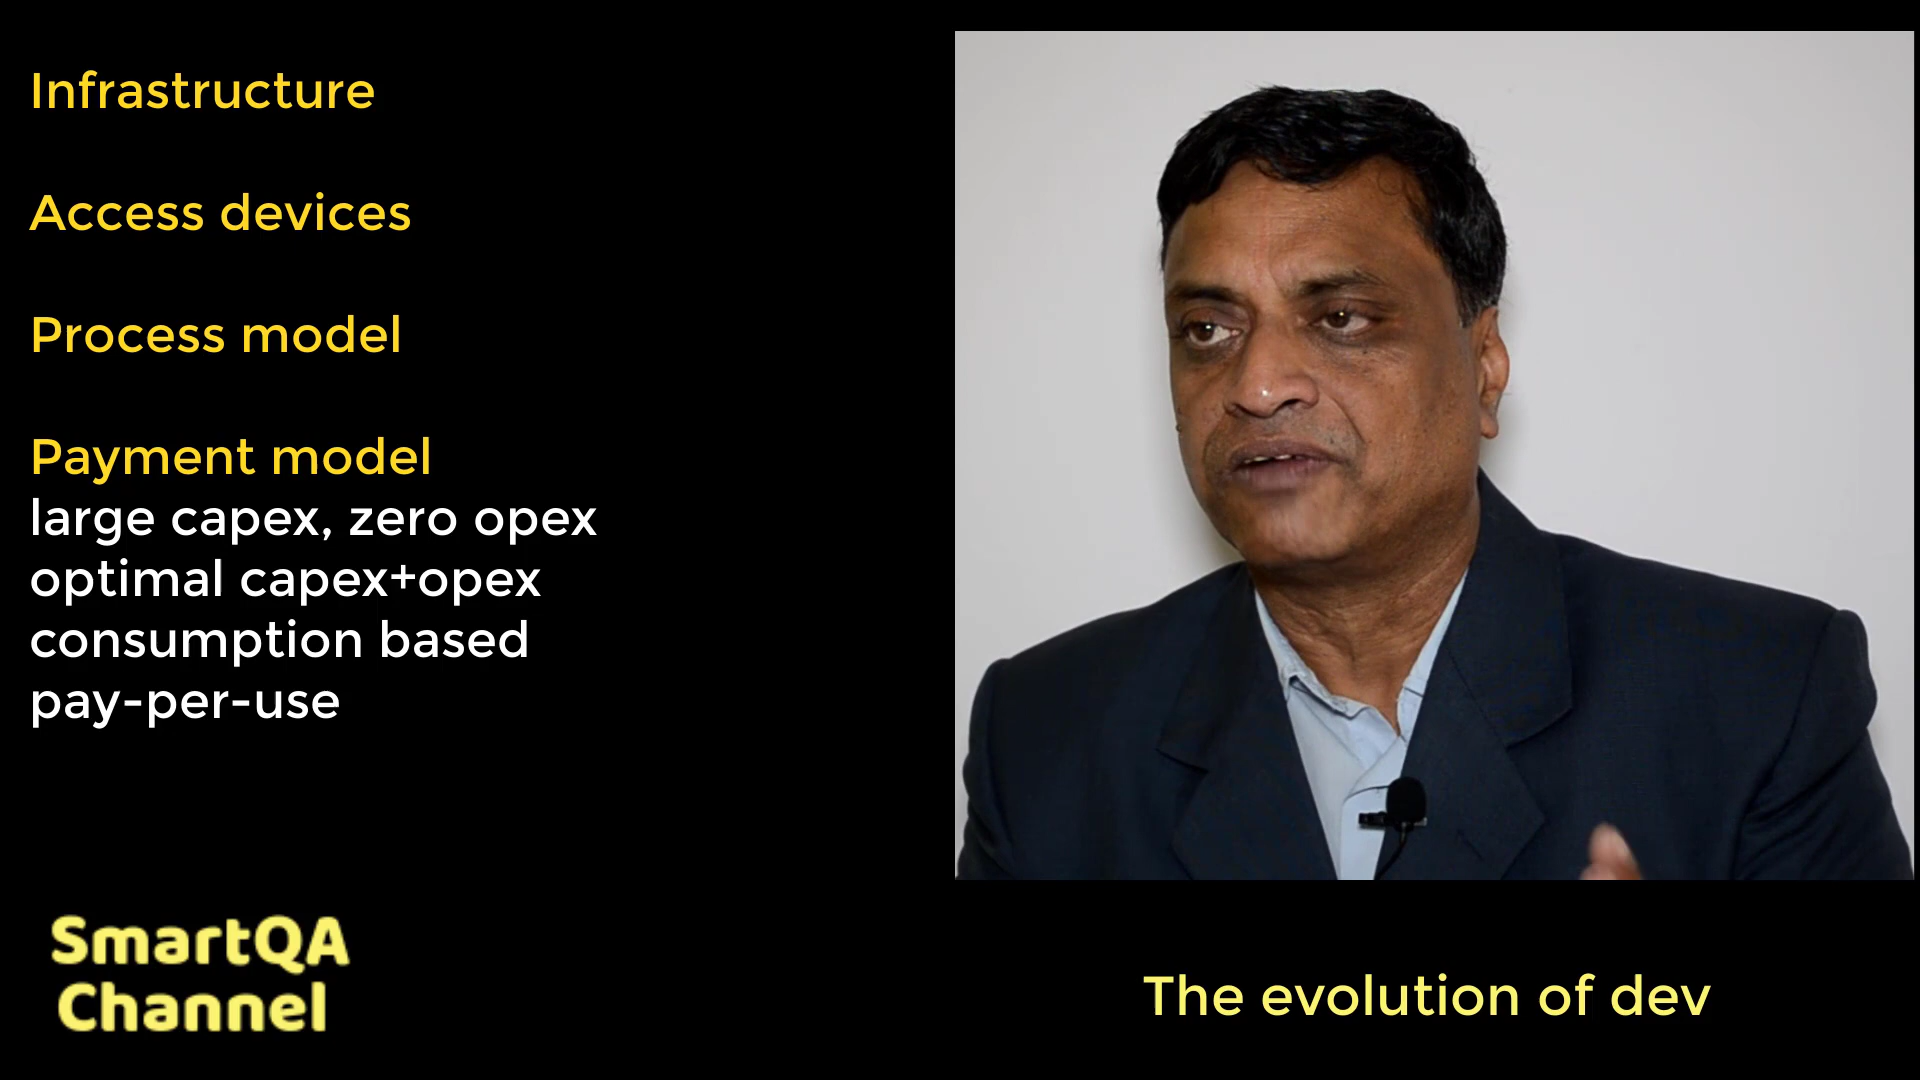 Infrastructure
Access devices
Process model
Payment model
large capex, zero opex
optimal capex+opex
consumption based
pay-per-use
SmartQA
Channel
The evolution of dev